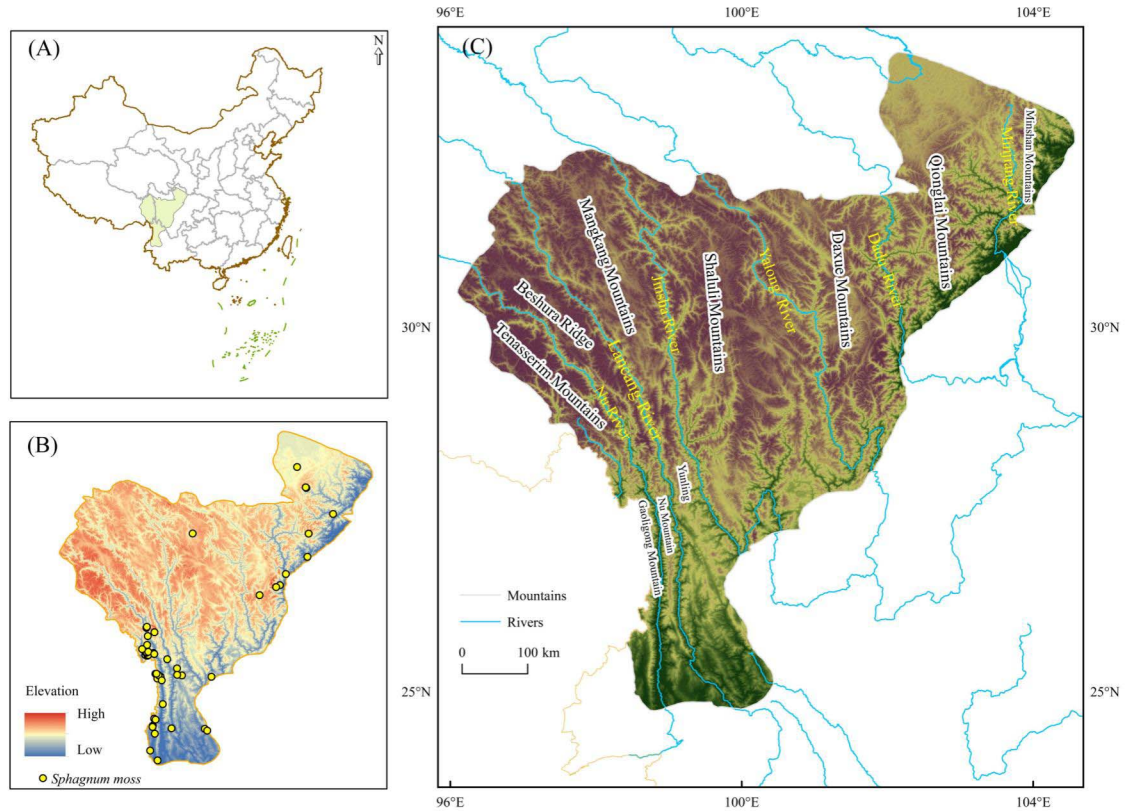 (A)
N
(B)
Elevation
High
Low
Sphagnum moss
96°E
100°E
104°E
(C)
30°N
30°N
25°N
25°N
Minshan Mountains
Minjiang River
Qionglai Mountains
Dadu River
Daxue Mountains
Yalong River
Shaluli Mountains
Jinsha River
Mangkang Mountains
Lancang River
Beshura Ridge
Nu River
Tenasserim Mountains
Yunling
Nu Mountain
Gaoligong Mountain
Mountains
Rivers
0
100 km
96°E
100°E
104°E